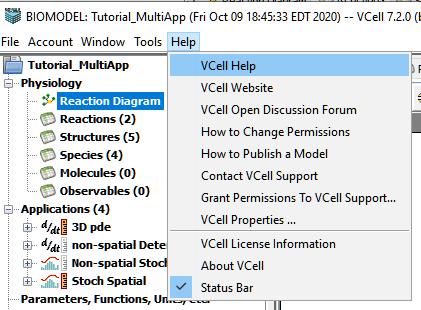 BIOMODEL: Tutorial_MultiApp (Fri Oct 09 18:45:33 EDT 2020) -- VCell 7.2.0 (b
File Account Window Tools Help
Tutorial_MultiApp
Physiology
Reaction Diagram
Reactions (2)
Structures (5)
Species (4)
Molecules (0)
Observables (0)
Applications (4)
d/dt 3D pde
d/dt non-spatial Dete
Non-spatial Stoch
Stoch Spatial
Parameters, Functions, Units, etc.
VCell Help
VCell Website
VCell Open Discussion Forum
How to Change Permissions
How to Publish a Model
Contact VCell Support
Grant Permissions To VCell Support...
VCell Properties ...
VCell License Information
About VCell
Status Bar